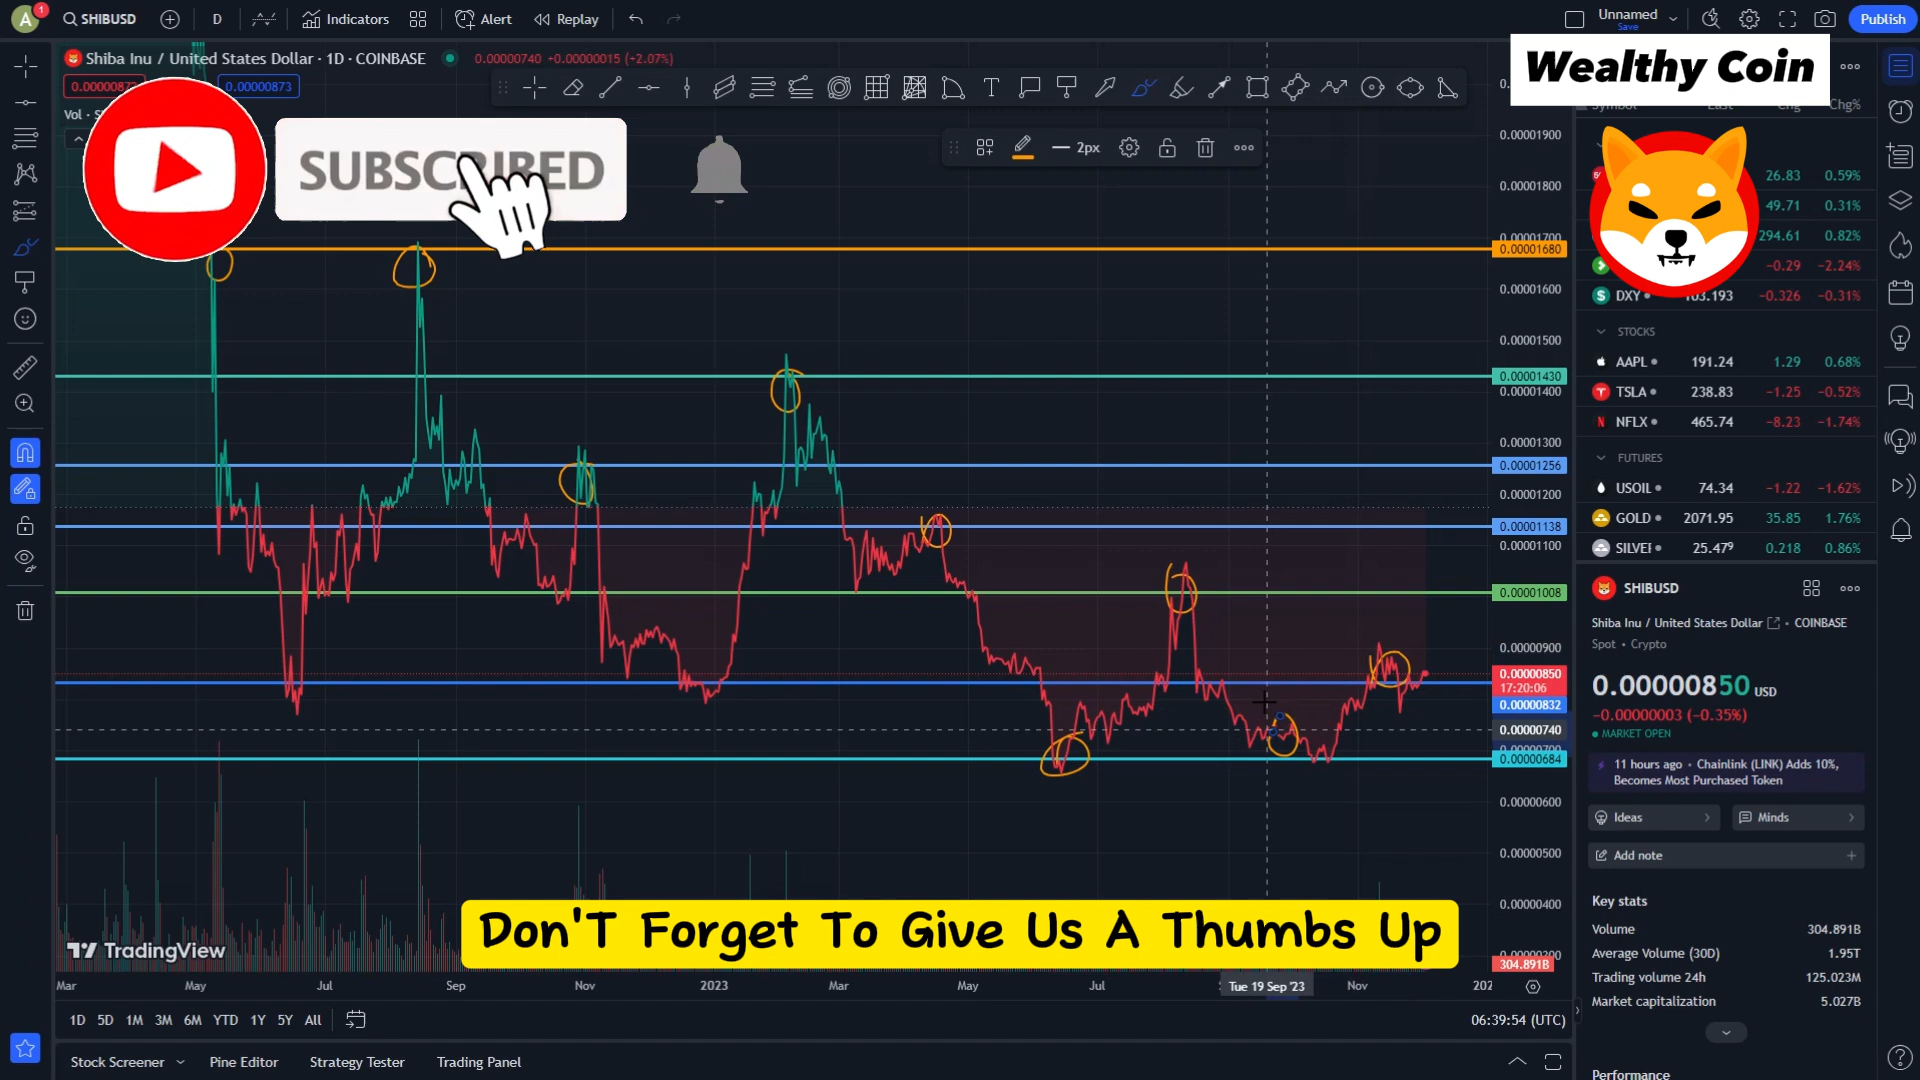 A 1 SHIBUSD D Indicators Alert Replay Unnamed Save Publish
Shiba Inu / United States Dollar · 1D · COINBASE 0.00000740 +0.00000015 (+2.07%)
Wealthy Coin
0.00000873
Vol ·
2px
SUBSCRIBED
0.00001900
0.00001800
0.00001700
0.00001680
0.00001600
0.00001500
0.00001430
0.00001400
0.00001300
0.00001256
0.00001200
0.00001138
0.00001100
0.00001008
0.00000900
0.00000850
17:20:06
0.00000832
0.00000740
0.00000700
0.00000684
0.00000600
0.00000500
0.00000400
304.891B
Chg%
26.83 0.59%
49.71 0.31%
294.61 0.82%
−0.29 −2.24%
DXY 103.193 −0.326 −0.31%
STOCKS
AAPL 191.24 1.29 0.68%
TSLA 238.83 −1.25 −0.52%
NFLX 465.74 −8.23 −1.74%
FUTURES
USOIL 74.34 −1.22 −1.62%
GOLD 2071.95 35.85 1.76%
SILVER 25.479 0.218 0.86%
SHIBUSD
Shiba Inu / United States Dollar COINBASE
Spot • Crypto
0.00000850 USD
−0.00000003 (−0.35%)
MARKET OPEN
11 hours ago • Chainlink (LINK) Adds 10%,
Becomes Most Purchased Token
Ideas Minds
Add note
Key stats
Volume 304.891B
Average Volume (30D) 1.95T
Trading volume 24h 125.023M
Market capitalization 5.027B
Performance
Don'T Forget To Give Us A Thumbs Up
TradingView
Mar May Jul Sep Nov 2023 Mar May Jul Tue 19 Sep '23 Nov 202
1D 5D 1M 3M 6M YTD 1Y 5Y All 06:39:54 (UTC)
Stock Screener Pine Editor Strategy Tester Trading Panel